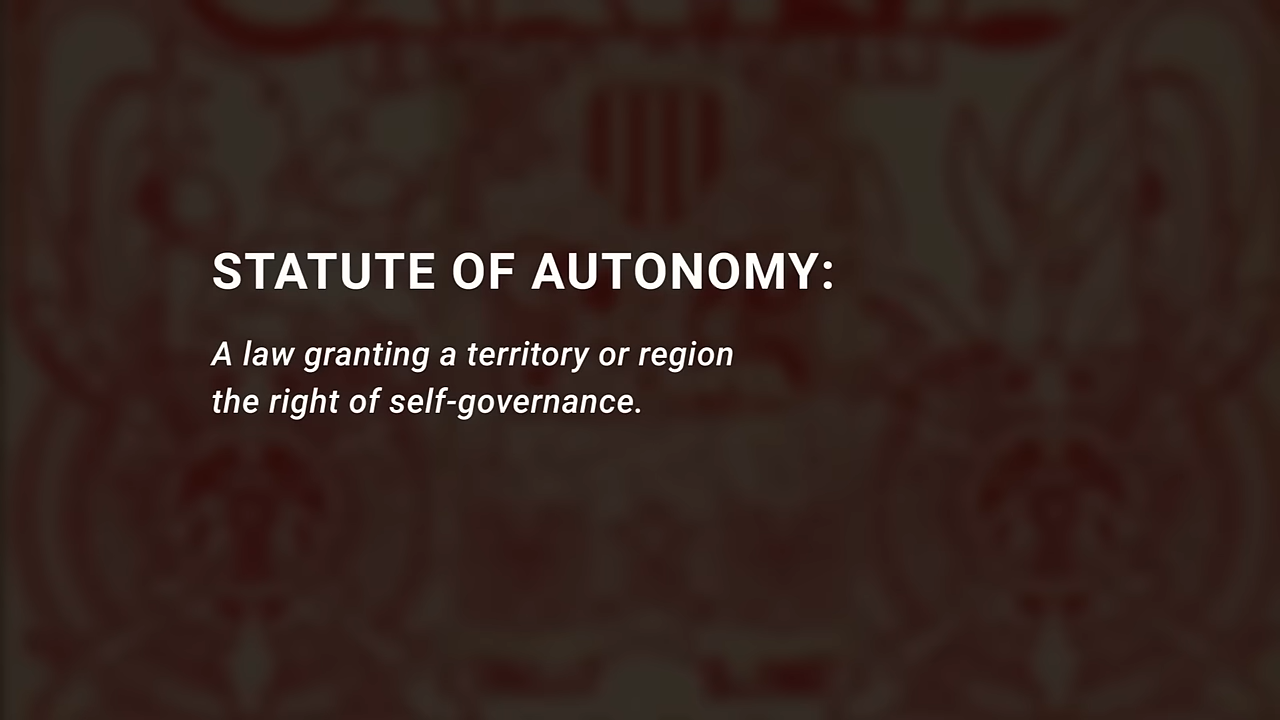 STATUTE OF AUTONOMY:
A law granting a territory or region
the right of self-governance.